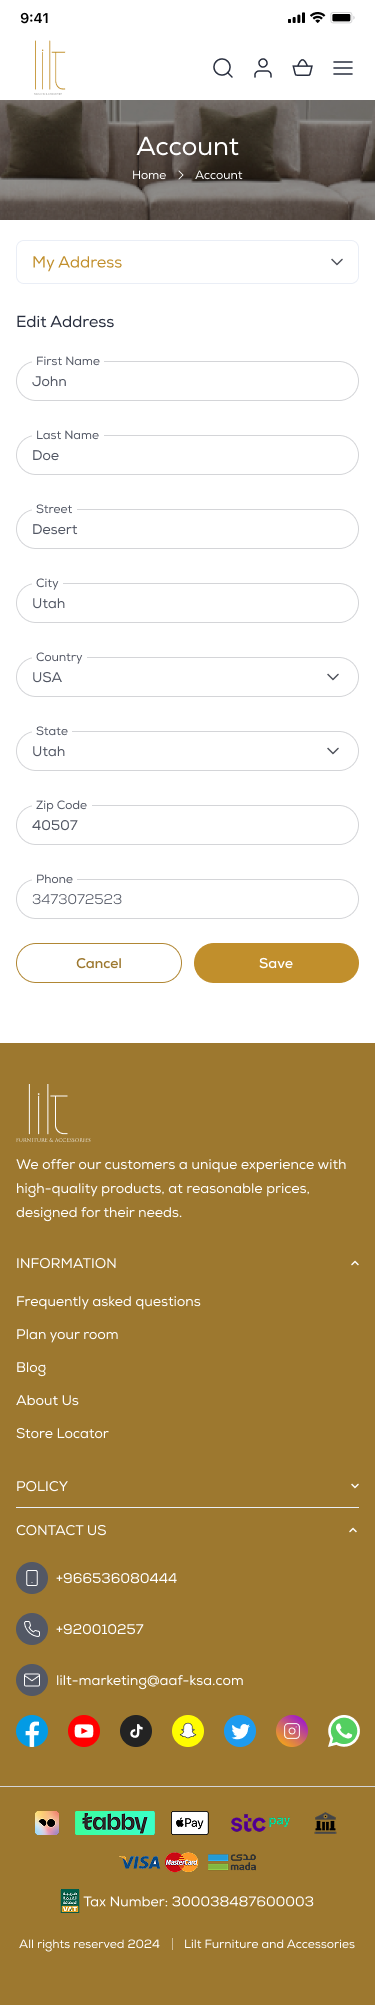 9:41
lilt
Account
Home > Account
My Address
Edit Address
First Name
John
Last Name
Doe
Street
Desert
City
Utah
Country
USA
State
Utah
Zip Code
40507
Phone
3473072523
Cancel Save
lilt
FURNITURE & ACCESSORIES
We offer our customers a unique experience with
high-quality products, at reasonable prices,
designed for their needs.
INFORMATION
Frequently asked questions
Plan your room
Blog
About Us
Store Locator
POLICY
CONTACT US
+966536080444
+920010257
lilt-marketing@aaf-ksa.com
tabby Pay stc pay
VISA MasterCard مدى mada
VAT Tax Number: 300038487600003
All rights reserved 2024 | Lilt Furniture and Accessories